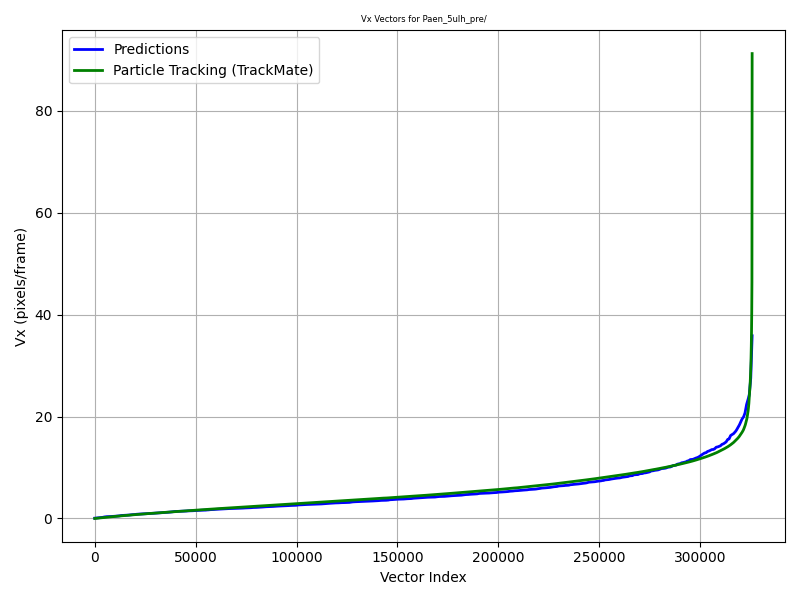 Vx Vectors for Paen_5ulh_pre/
Predictions
Particle Tracking (TrackMate)
Vx (pixels/frame)
80
60
40
20
0
0 50000 100000 150000 200000 250000 300000
Vector Index